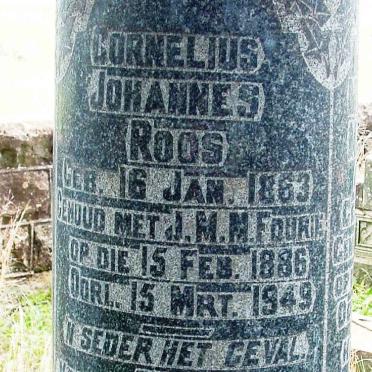 CORNELIUS
JOHANNES
ROOS
GEB. 16 JAN. 1863
GEHUUD MET J.M.M. FOURIE
OP DIE 15 FEB. 1886
OORL. 15 MRT. 1949
'N SEDER HET GEVAL